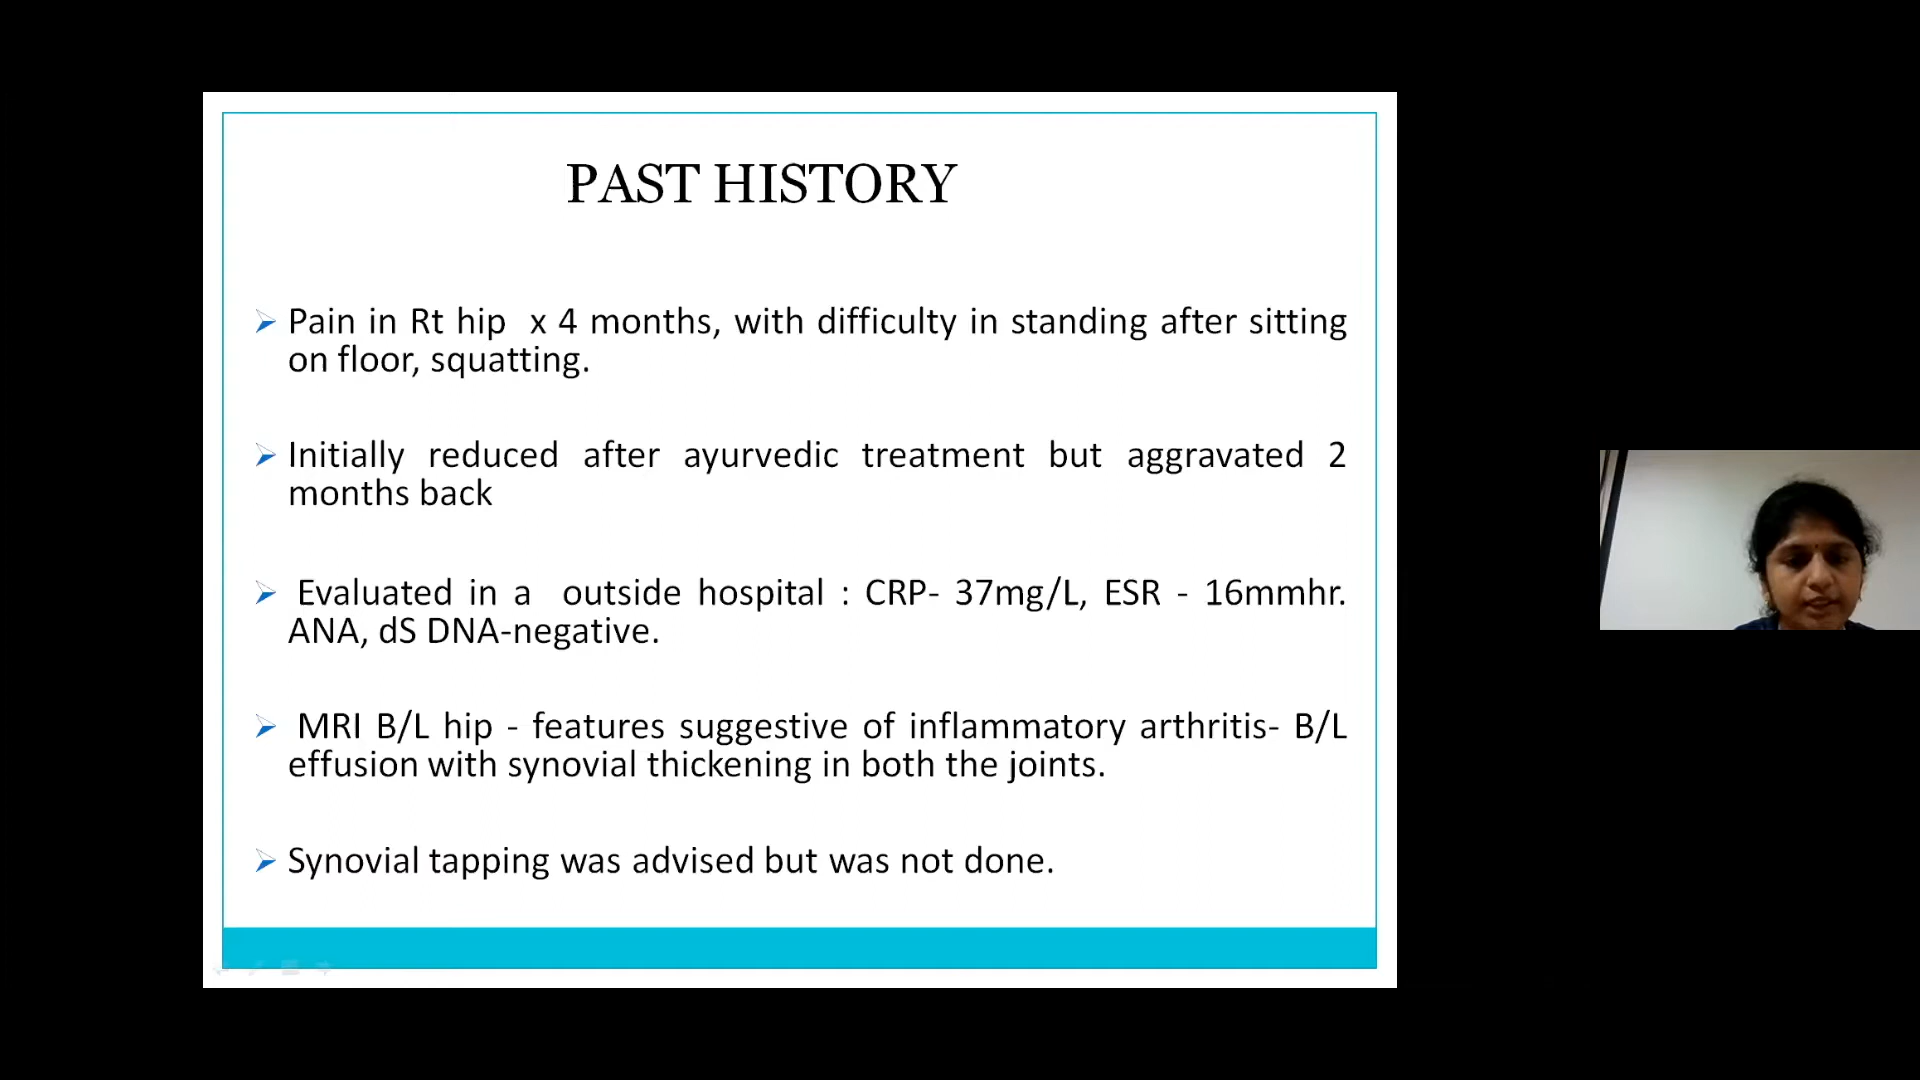 PAST HISTORY
Pain in Rt hip x 4 months, with difficulty in standing after sitting
on floor, squatting.
Initially reduced after ayurvedic treatment but aggravated 2
months back
Evaluated in a outside hospital : CRP- 37mg/L, ESR - 16mmhr.
ANA, dS DNA-negative.
MRI B/L hip - features suggestive of inflammatory arthritis- B/L
effusion with synovial thickening in both the joints.
Synovial tapping was advised but was not done.